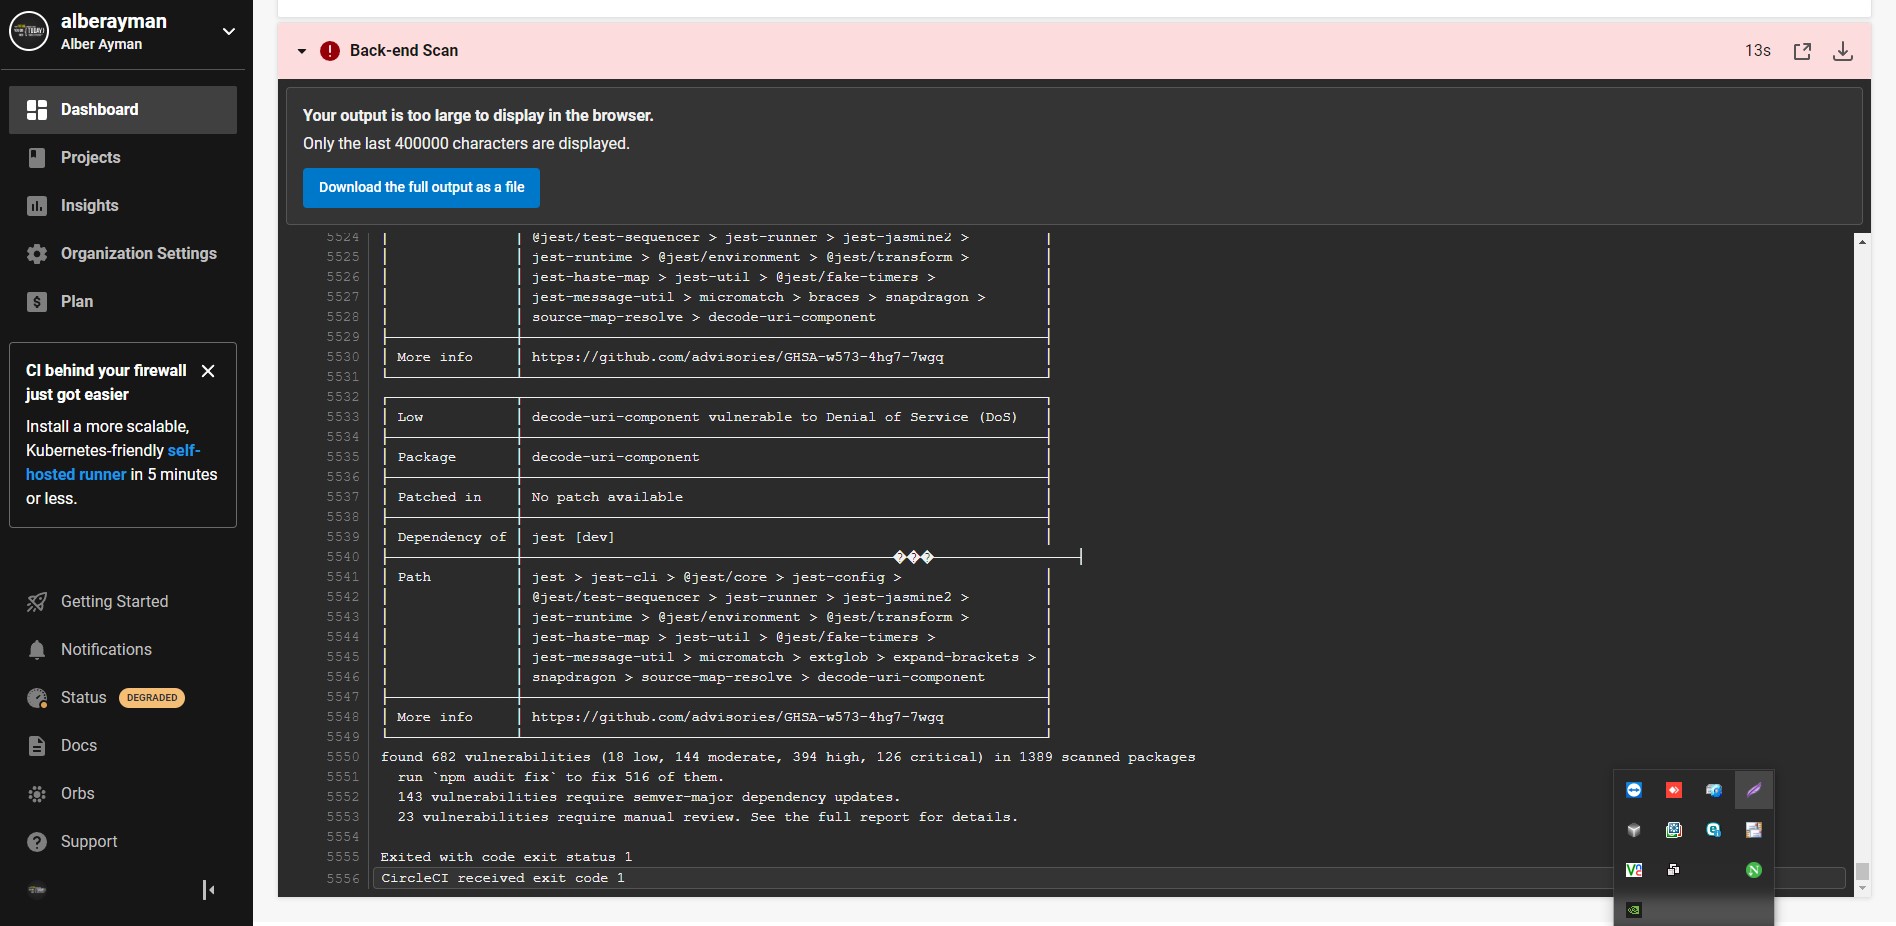 alberayman
Alber Ayman
Dashboard
Projects
Insights
Organization Settings
Plan
CI behind your firewall
just got easier
Install a more scalable,
Kubernetes-friendly self-
hosted runner in 5 minutes
or less.
Getting Started
Notifications
Status DEGRADED
Docs
Orbs
Support
Back-end Scan 13s
Your output is too large to display in the browser.
Only the last 400000 characters are displayed.
Download the full output as a file
5524 @jest/test-sequencer > jest-runner > jest-jasmine2 >
5525 jest-runtime > @jest/environment > @jest/transform >
5526 jest-haste-map > jest-util > @jest/fake-timers >
5527 jest-message-util > micromatch > braces > snapdragon >
5528 source-map-resolve > decode-uri-component
5529
5530 More info https://github.com/advisories/GHSA-w573-4hg7-7wgq
5531
5532
5533 Low decode-uri-component vulnerable to Denial of Service (DoS)
5534
5535 Package decode-uri-component
5536
5537 Patched in No patch available
5538
5539 Dependency of jest [dev]
5540 ���
5541 Path jest > jest-cli > @jest/core > jest-config >
5542 @jest/test-sequencer > jest-runner > jest-jasmine2 >
5543 jest-runtime > @jest/environment > @jest/transform >
5544 jest-haste-map > jest-util > @jest/fake-timers >
5545 jest-message-util > micromatch > extglob > expand-brackets >
5546 snapdragon > source-map-resolve > decode-uri-component
5547
5548 More info https://github.com/advisories/GHSA-w573-4hg7-7wgq
5549
5550 found 682 vulnerabilities (18 low, 144 moderate, 394 high, 126 critical) in 1389 scanned packages
5551 run `npm audit fix` to fix 516 of them.
5552 143 vulnerabilities require semver-major dependency updates.
5553 23 vulnerabilities require manual review. See the full report for details.
5554
5555 Exited with code exit status 1
5556 CircleCI received exit code 1